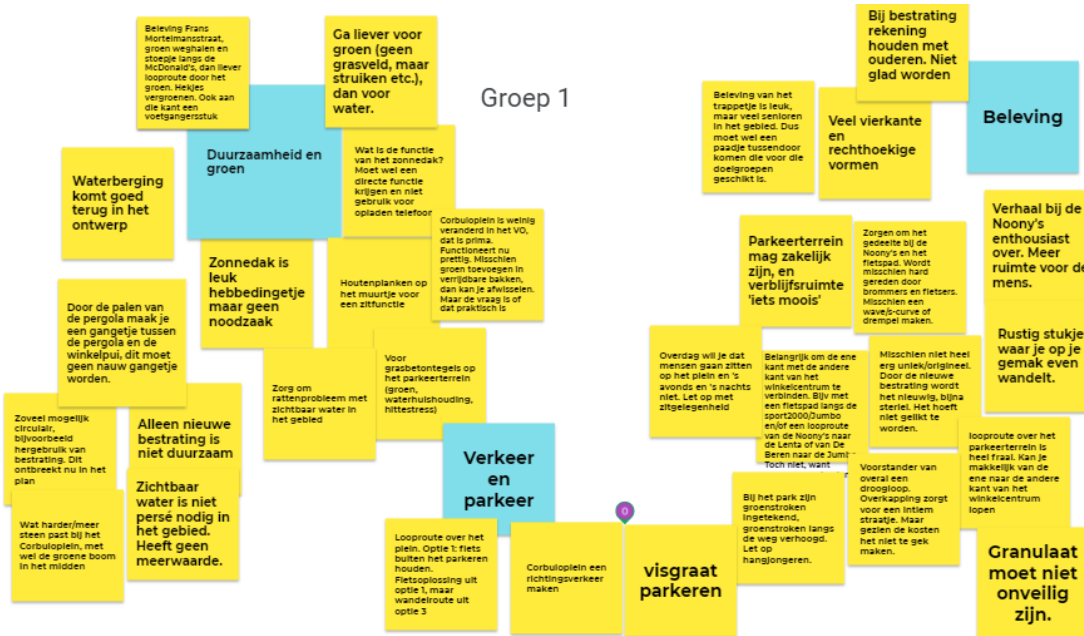 Beleving Frans
Mortelmansstraat,
groen weghalen en
stoepje langs de
McDonald's, dan liever
looproute door het
groen. Hekjes
vergroenen. Ook aan
die kant een
voetgangersstuk
Ga liever voor
groen (geen
grasveld, maar
struiken etc.),
dan voor
water.
Groep 1
Duurzaamheid en
groen
Wat is de functie
van het zonnedak?
Moet wel een
directe functie
krijgen en niet
gebruik voor
opladen telefoon
Waterberging
komt goed
terug in het
ontwerp
Corbuloplein is weinig
veranderd in het VO,
dat is prima.
Functioneert nu
prettig. Misschien
groen toevoegen in
verrijdbare bakken,
dan kan je afwisselen.
Maar de vraag is of
dat praktisch is
Zonnedak is
leuk
hebbedingetje
maar geen
noodzaak
Houtenplanken op
het muurtje voor
een zitfunctie
Door de palen van
de pergola maak je
een gangetje tussen
de pergola en de
winkelpui, dit moet
geen nauw gangetje
worden.
Zorg om
rattenprobleem met
zichtbaar water in
het gebied
Voor
grasbetontegels op
het parkeerterrein
(groen,
waterhuishouding,
hittestress)
Zoveel mogelijk
circulair,
bijvoorbeeld
hergebruik van
bestrating. Dit
ontbreekt nu in het
plan
Alleen nieuwe
bestrating is
niet duurzaam
Zichtbaar
water is niet
persé nodig in
het gebied.
Heeft geen
meerwaarde.
Wat harder/meer
steen past bij het
Corbuloplein, met
wel de groene boom
in het midden
Verkeer
en
parkeer
Looproute over het
plein. Optie 1: fiets
buiten het parkeren
houden.
Fietsoplossing uit
optie 1, maar
wandelroute uit
optie 3
Corbuloplein een
richtingsverkeer
maken
0
visgraat
parkeren
Bij bestrating
rekening
houden met
ouderen. Niet
glad worden
Beleving
Beleving van het
trappetje is leuk,
maar veel senioren
in het gebied. Dus
moet wel een
paadje tussendoor
komen die voor die
doelgroepen
geschikt is.
Veel vierkante
en
rechthoekige
vormen
Verhaal bij de
Noony's
enthousiast
over. Meer
ruimte voor de
mens.
Parkeerterrein
mag zakelijk
zijn, en
verblijfsruimte
'iets moois'
Zorgen om het
gedeelte bij de
Noony's en het
fietspad. Wordt
misschien hard
gereden door
brommers en fietsers.
Misschien een
wave/s-curve of
drempel maken.
Rustig stukje
waar je op je
gemak even
wandelt.
Overdag wil je dat
mensen gaan zitten
op het plein en 's
avonds en 's nachts
niet. Let op met
zitgelegenheid
Belangrijk om de ene
kant met de andere
kant van het
winkelcentrum te
verbinden. Bijv met
een fietspad langs de
sport2000/Jumbo
en/of een looproute
van de Noony's naar
de Lenta of van De
Beren naar de Jumbo
Toch niet, want
Misschien niet heel
erg uniek/origineel.
Door de nieuwe
bestrating wordt
het nieuwig, bijna
steriel. Het hoeft
niet gelikt te
worden.
looproute over het
parkeerterrein is
heel fraai. Kan je
makkelijk van de
ene naar de andere
kant van het
winkelcentrum
lopen
Bij het park zijn
groenstroken
ingetekend,
groenstroken langs
de weg verhoogd.
Let op
hangjongeren.
Voorstander van
overal een
droogloop.
Overkapping zorgt
voor een intiem
straatje. Maar
gezien de kosten
het niet te gek
maken.
Granulaat
moet niet
onveilig
zijn.